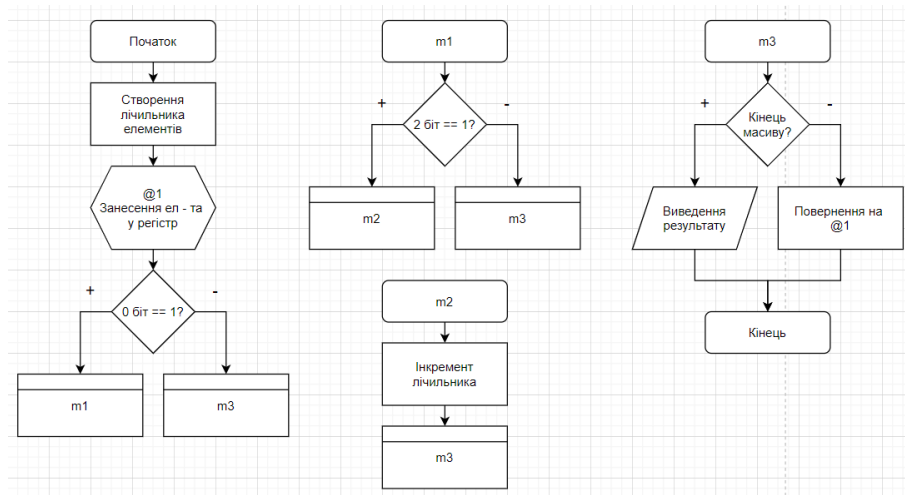 Початок
Створення
лічильника
елементів
@1
Занесення ел - та
у регістр
+
-
0 біт == 1?
m1
m3
m1
+
-
2 біт == 1?
m2
m3
m2
Інкремент
лічильника
m3
m3
+
-
Кінець
масиву?
Виведення
результату
Повернення на
@1
Кінець